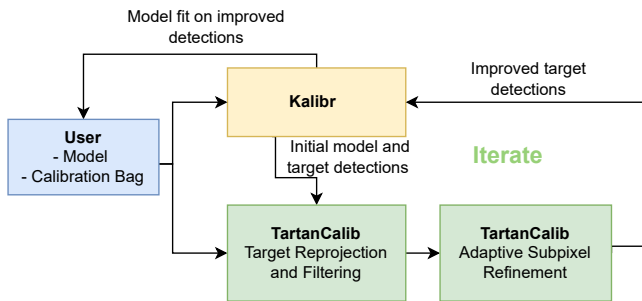 Model fit on improved
detections
Kalibr
Improved target
detections
User
- Model
- Calibration Bag
Initial model and
target detections
Iterate
TartanCalib
Target Reprojection
and Filtering
TartanCalib
Adaptive Subpixel
Refinement